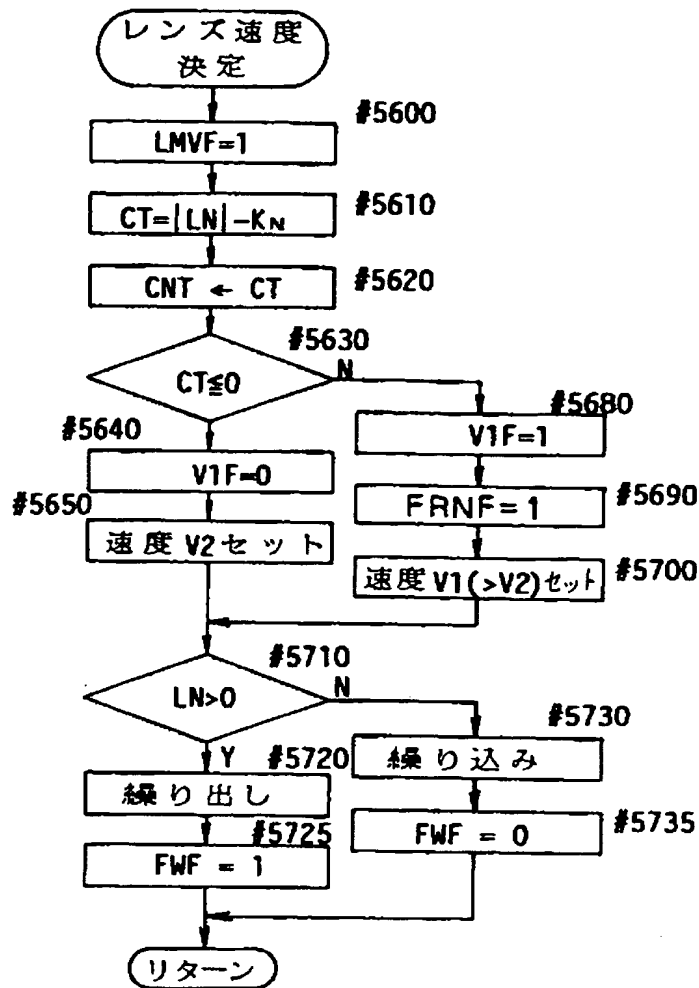 レンズ速度
決定
#5600
LMVF=1
#5610
CT=|LN|-KN
#5620
CNT ← CT
#5630
CT≦0
N
#5640
V1F=0
#5650
速度V2セット
#5680
V1F=1
#5690
FRNF=1
#5700
速度V1(>V2)セット
#5710
LN>0
N
Y
#5720
繰り出し
#5725
FWF = 1
#5730
繰り込み
#5735
FWF = 0
リターン